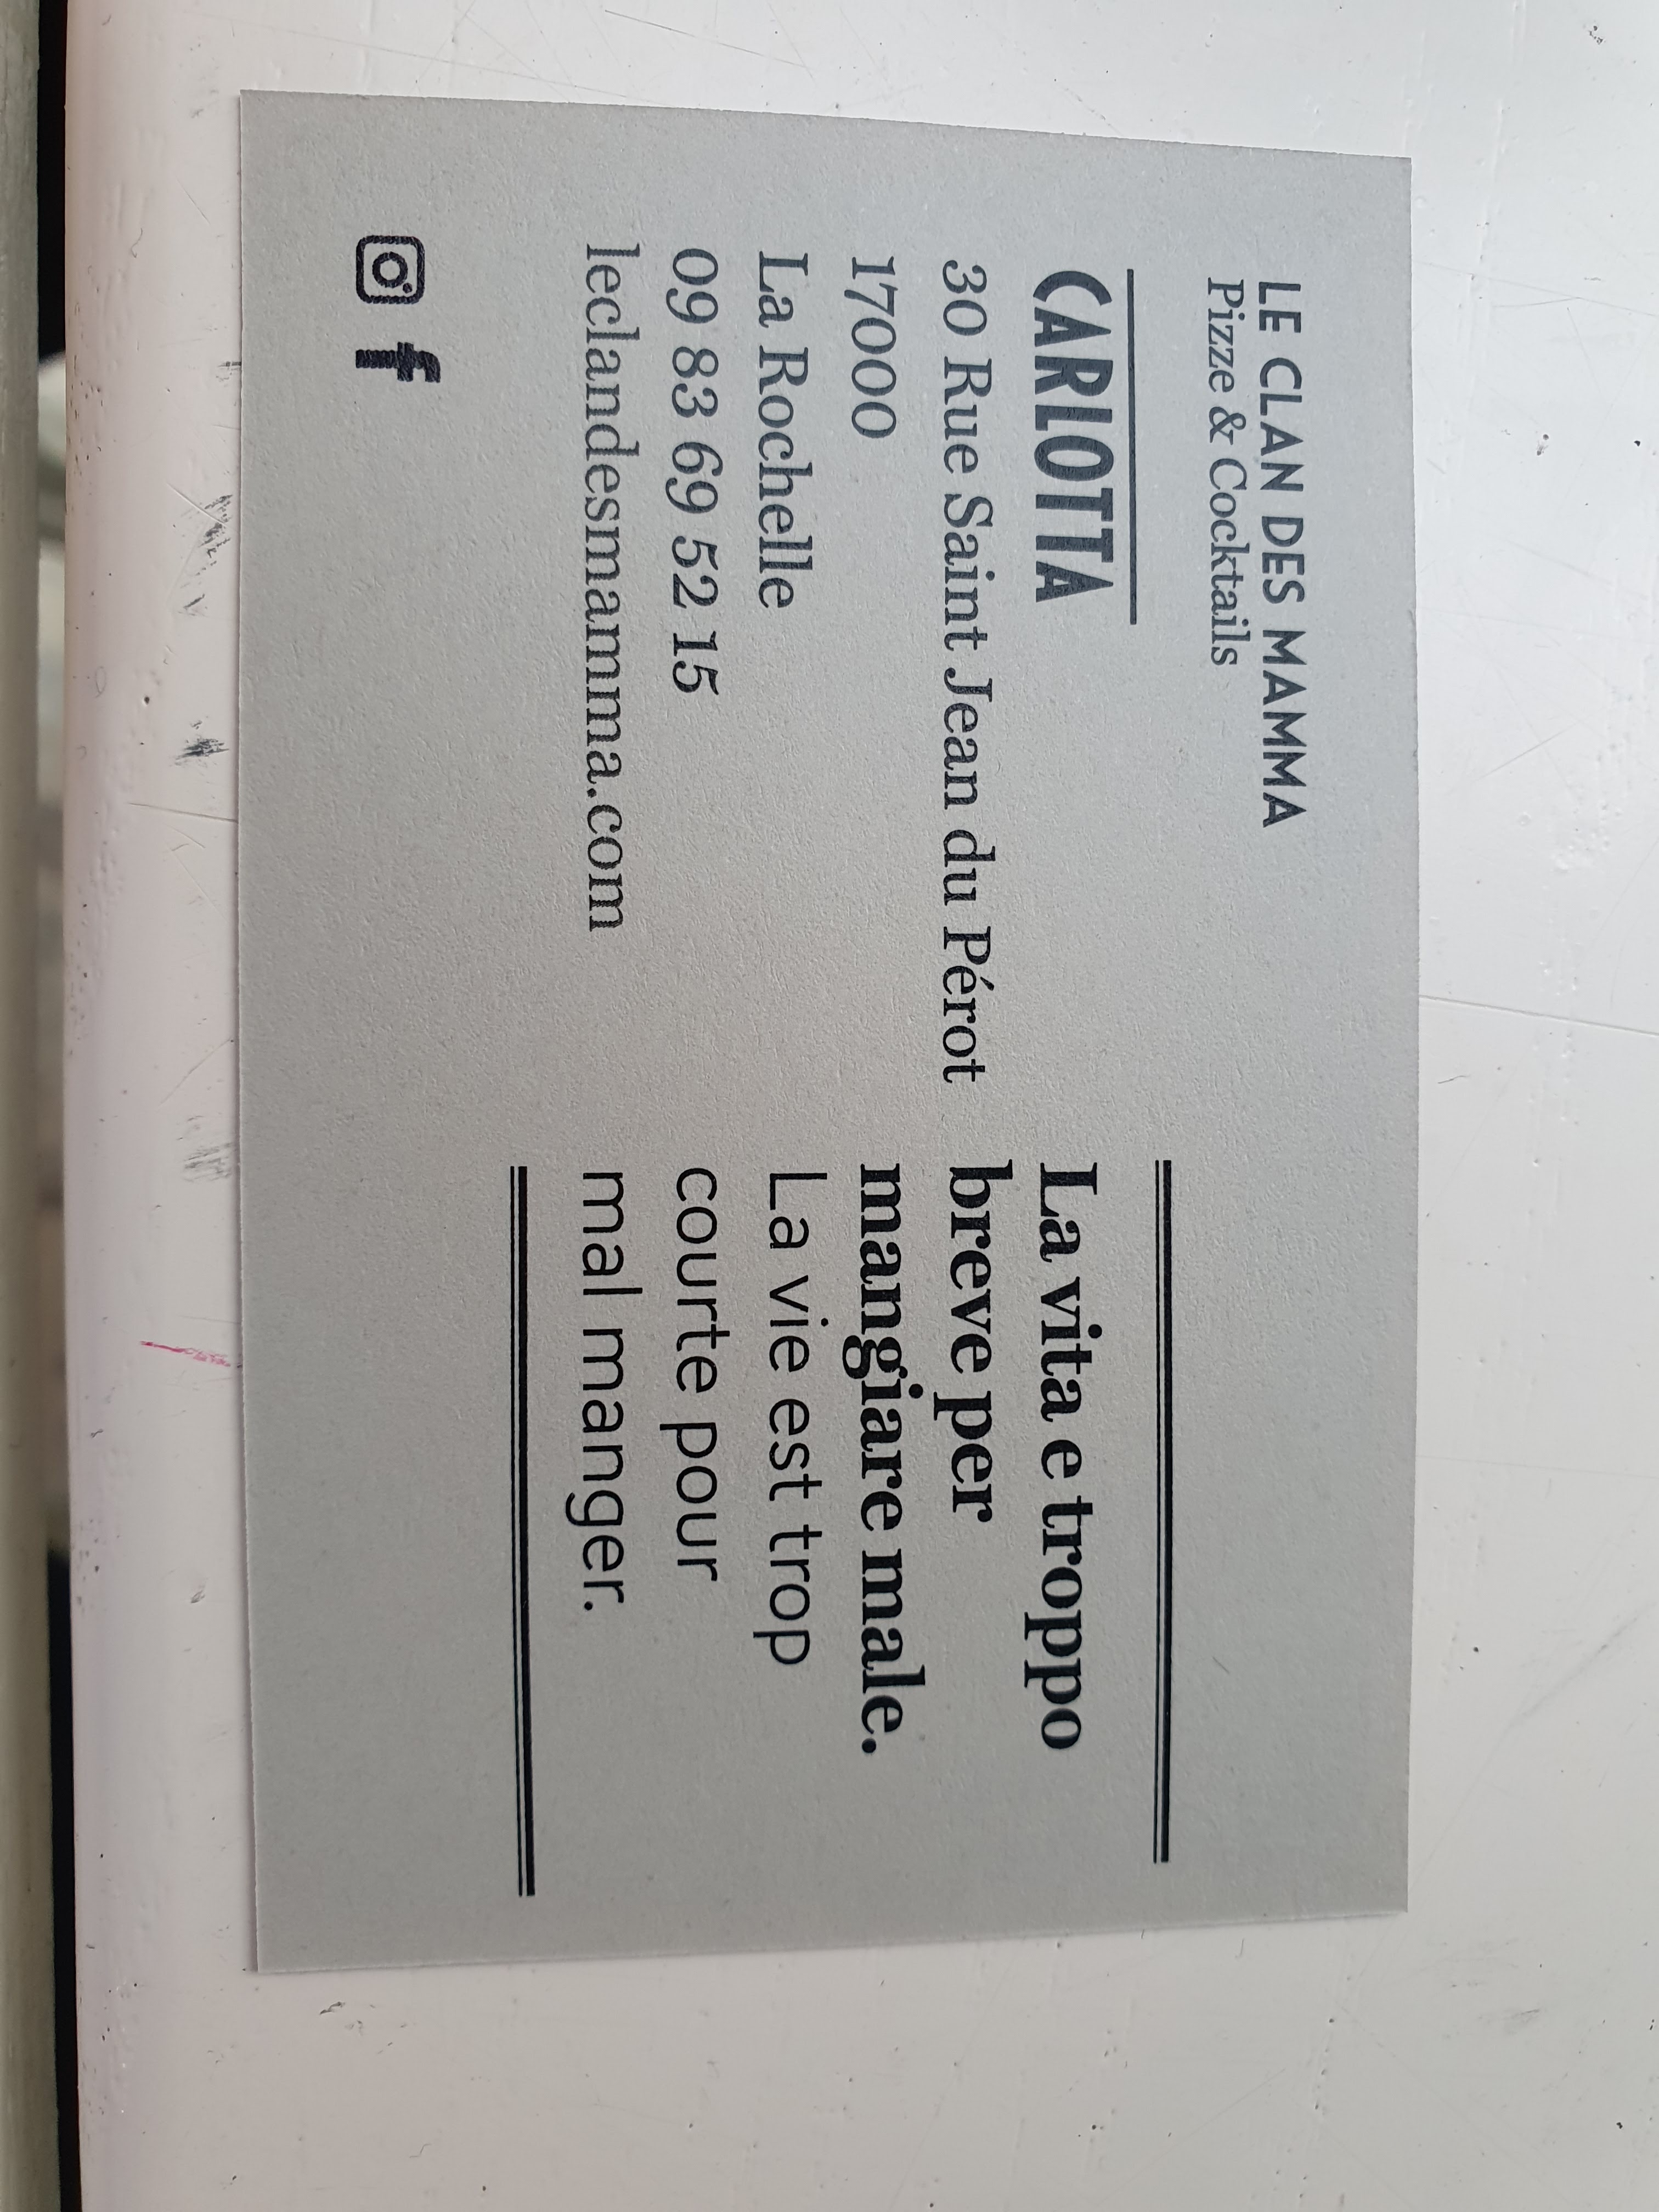 LE CLAN DES MAMMA
Pizze & Cocktails
CARLOTTA
30 Rue Saint Jean du Pérot
17000
La Rochelle
09 83 69 52 15
leclandesmamma.com
La vita e troppo
breve per
mangiare male.
La vie est trop
courte pour
mal manger.